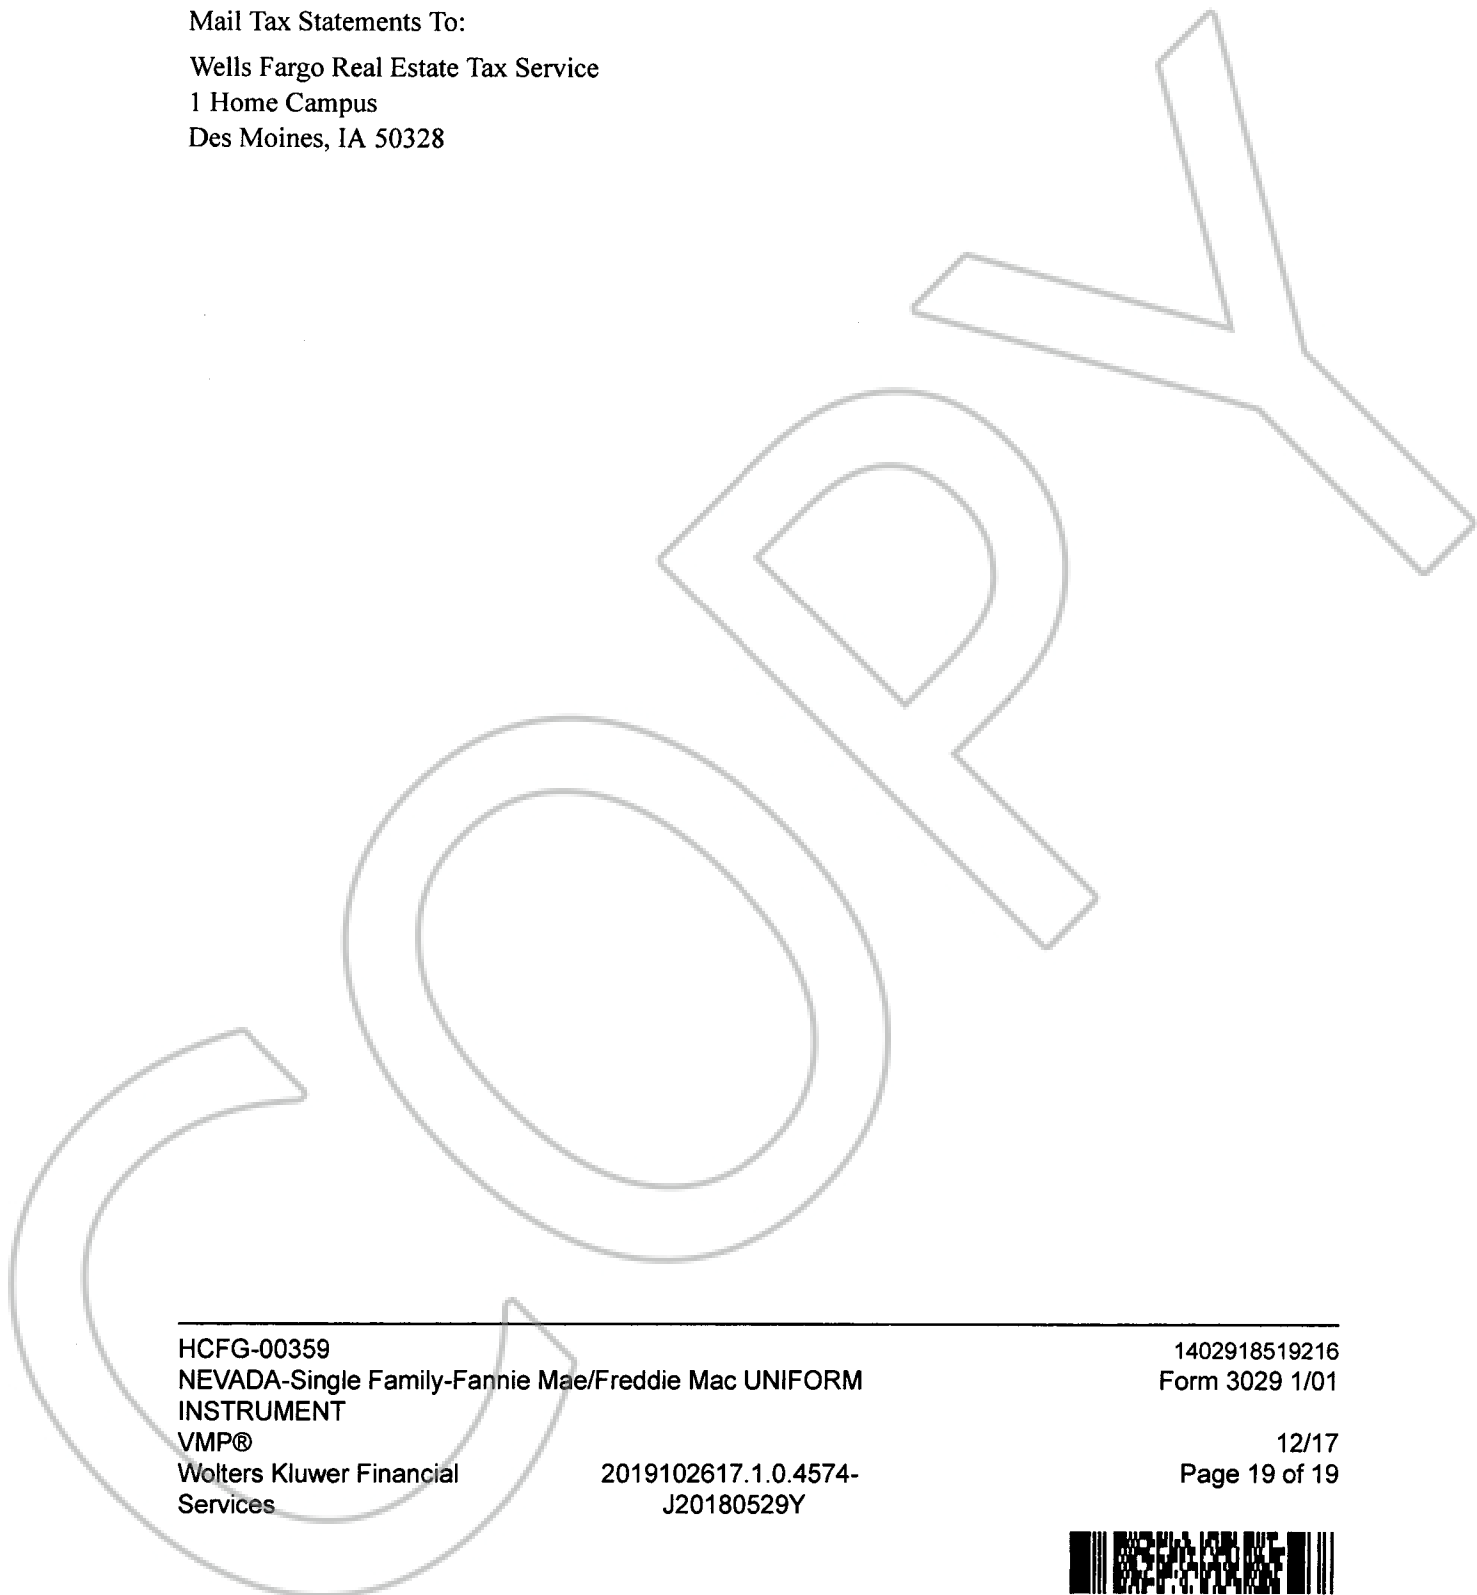 Mail Tax Statements To:
Wells Fargo Real Estate Tax Service
1 Home Campus
Des Moines, IA 50328
COPY
HCFG-00359
1402918519216
NEVADA-Single Family-Fannie Mae/Freddie Mac UNIFORM
Form 3029 1/01
INSTRUMENT
VMP®
12/17
Wolters Kluwer Financial
2019102617.1.0.4574-
Page 19 of 19
Services
J20180529Y